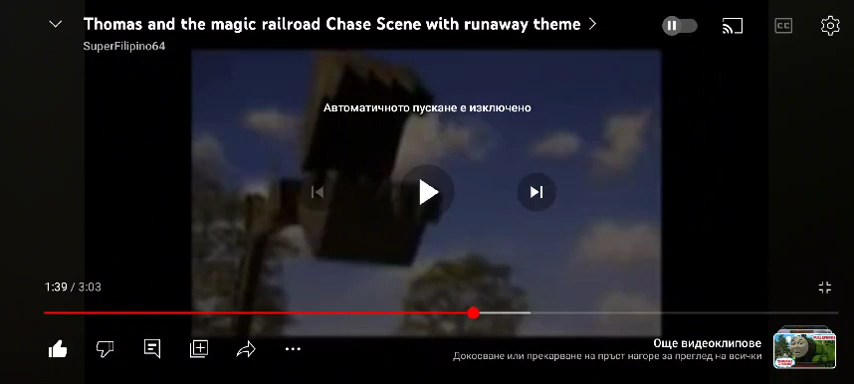 Thomas and the magic railroad Chase Scene with runaway theme
CC
SuperFilipino64
Автоматичното пускане е изключено
1:39 / 3:03
Още видеоклипове
Докосване или прекарване на пръст нагоре за преглед на всички